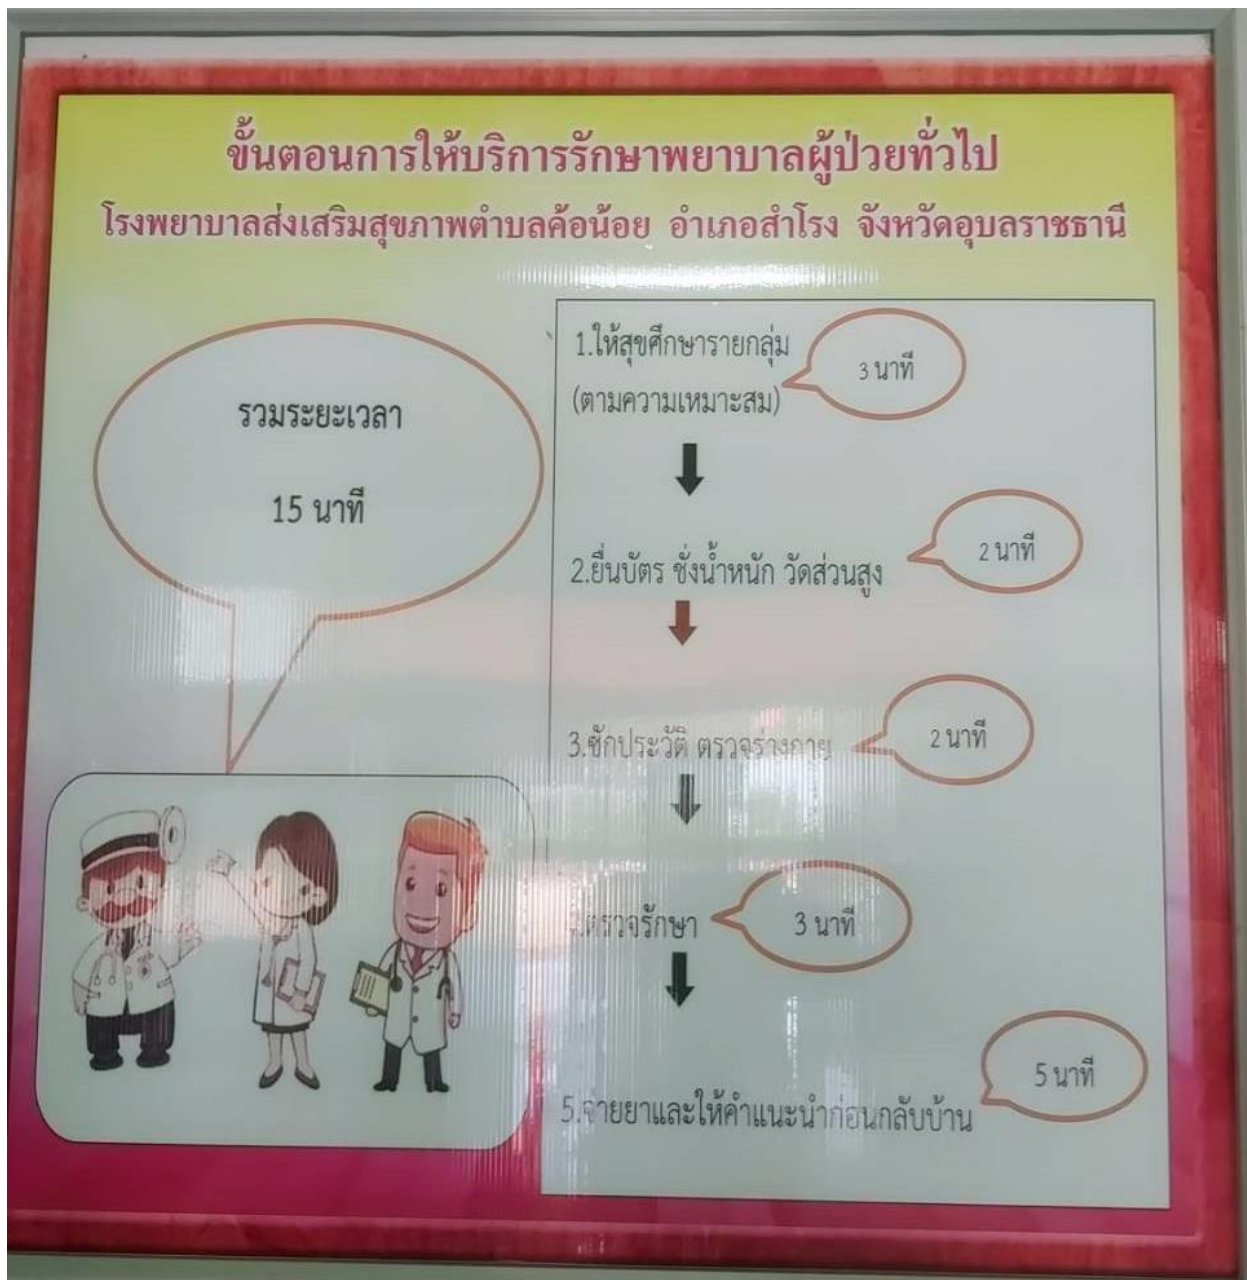 ขั้นตอนการให้บริการรักษาพยาบาลผู้ป่วยทั่วไป
โรงพยาบาลส่งเสริมสุขภาพตำบลค้อน้อย อำเภอสำโรง จังหวัดอุบลราชธานี
รวมระยะเวลา
15 นาที
1.ให้สุขศึกษารายกลุ่ม
(ตามความเหมาะสม)
3 นาที
2.ยื่นบัตร ชั่งน้ำหนัก วัดส่วนสูง
2 นาที
3.ซักประวัติ ตรวจร่างกาย
2 นาที
ตรวจรักษา
3 นาที
5.จ่ายยาและให้คำแนะนำก่อนกลับบ้าน
5 นาที